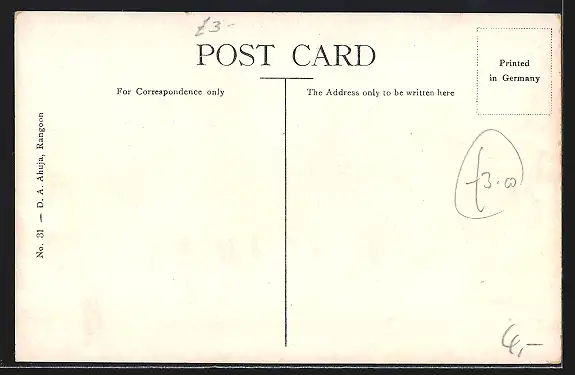 £3-
POST CARD
Printed
in Germany
For Correspondence only
The Address only to be written here
No. 31 — D. A. Ahuja, Rangoon
£3.00